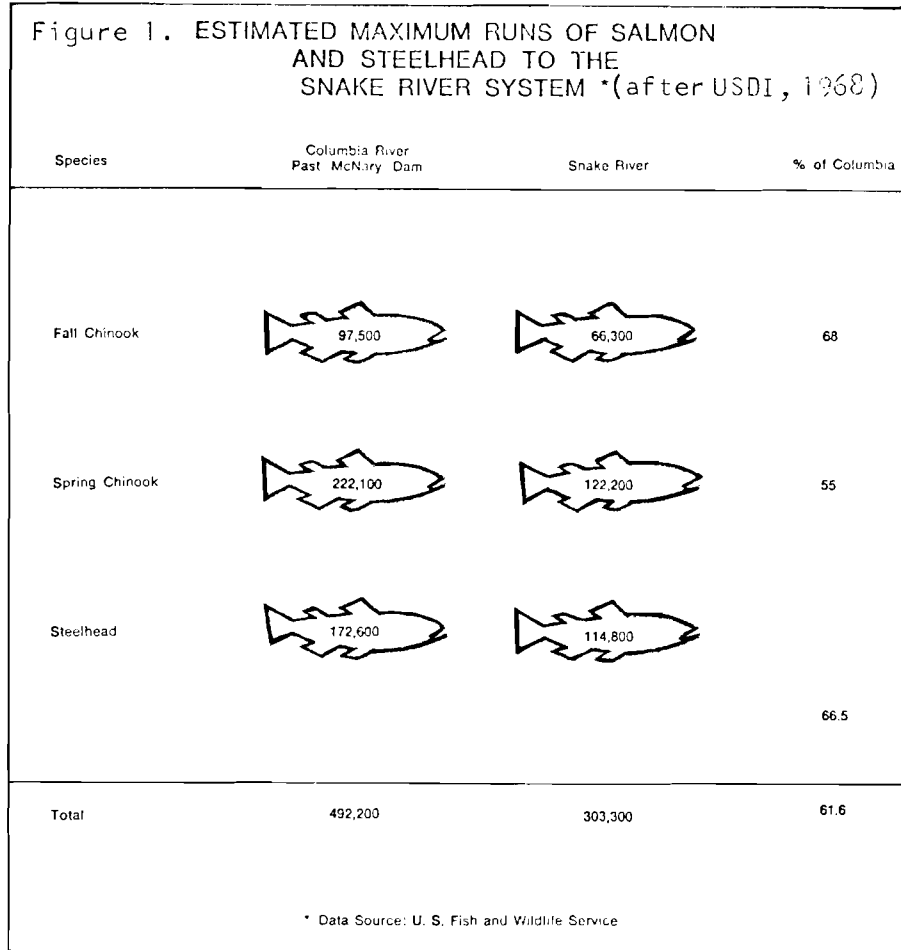 Figure 1. ESTIMATED MAXIMUM RUNS OF SALMON
AND STEELHEAD TO THE
SNAKE RIVER SYSTEM *(after USDI, 1968)
Species Columbia River Past McNary Dam Snake River % of Columbia
Fall Chinook 97,500 66,300 68
Spring Chinook 222,100 122,200 55
Steelhead 172,600 114,800
66.5
Total 492,200 303,300 61.6
* Data Source: U. S. Fish and Wildlife Service